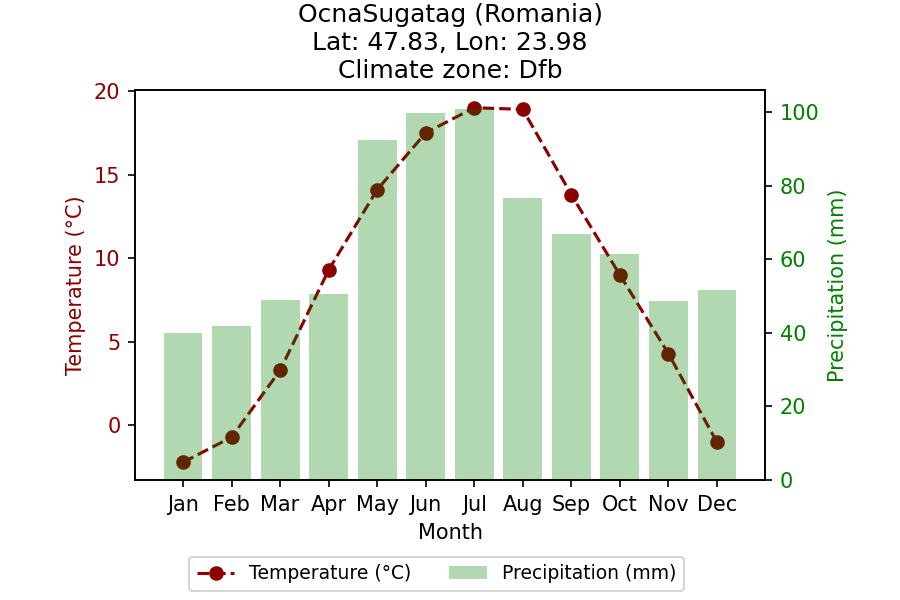 OcnaSugatag (Romania)
Lat: 47.83, Lon: 23.98
Climate zone: Dfb
20
15
10
5
0
Temperature (°C)
100
80
60
40
20
0
Precipitation (mm)
Jan Feb Mar Apr May Jun Jul Aug Sep Oct Nov Dec
Month
Temperature (°C) Precipitation (mm)